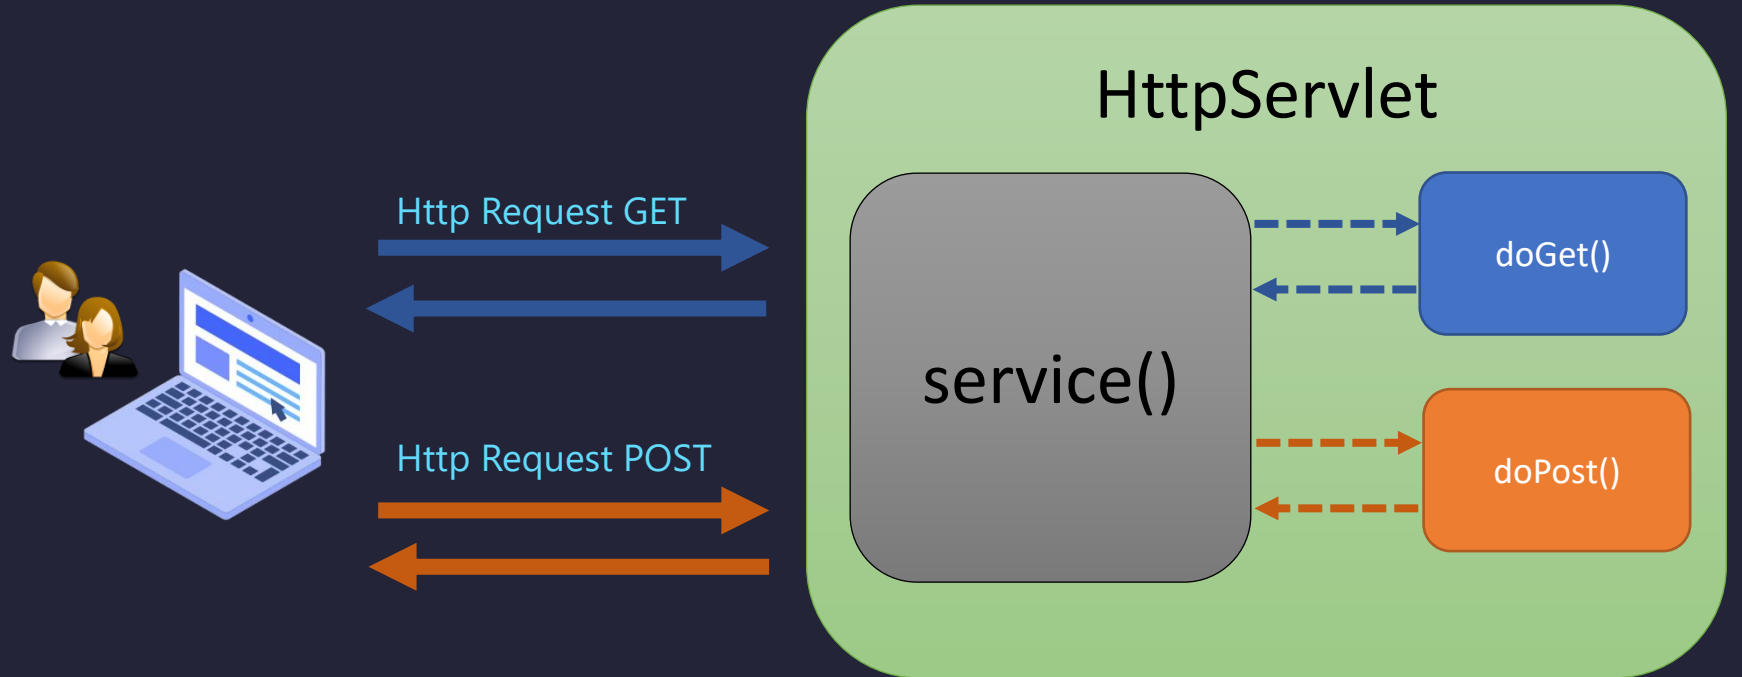 HttpServlet
Http Request GET
doGet()
service()
Http Request POST
doPost()